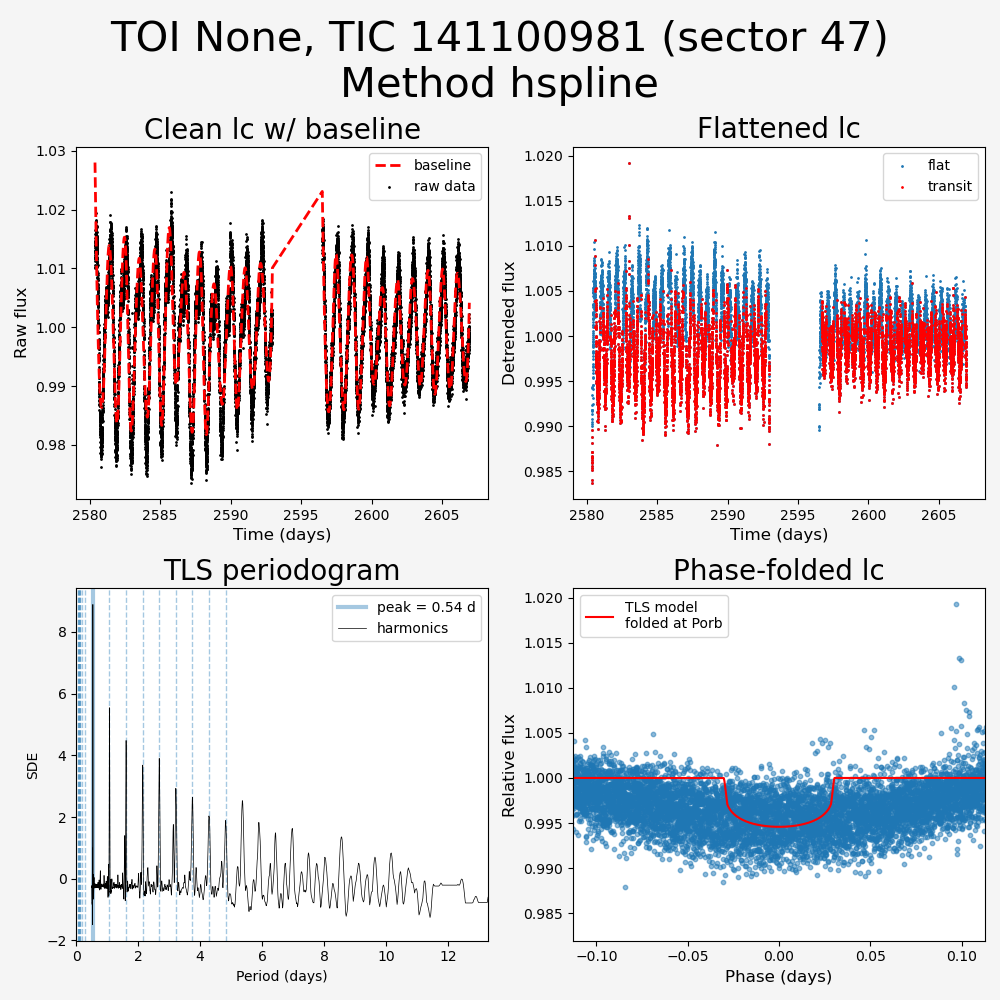 TOI None, TIC 141100981 (sector 47)
Method hspline
Clean lc w/ baseline
Flattened lc
1.03
1.02
1.01
1.00
0.99
0.98
Raw flux
baseline
raw data
2580
2585
2590
2595
2600
2605
Time (days)
1.020
1.015
1.010
1.005
1.000
0.995
0.990
0.985
Detrended flux
flat
transit
2580
2585
2590
2595
2600
2605
Time (days)
TLS periodogram
Phase-folded lc
8
6
4
2
0
−2
SDE
peak = 0.54 d
harmonics
0
2
4
6
8
10
12
Period (days)
1.020
1.015
1.010
1.005
1.000
0.995
0.990
0.985
Relative flux
TLS model
folded at Porb
−0.10
−0.05
0.00
0.05
0.10
Phase (days)